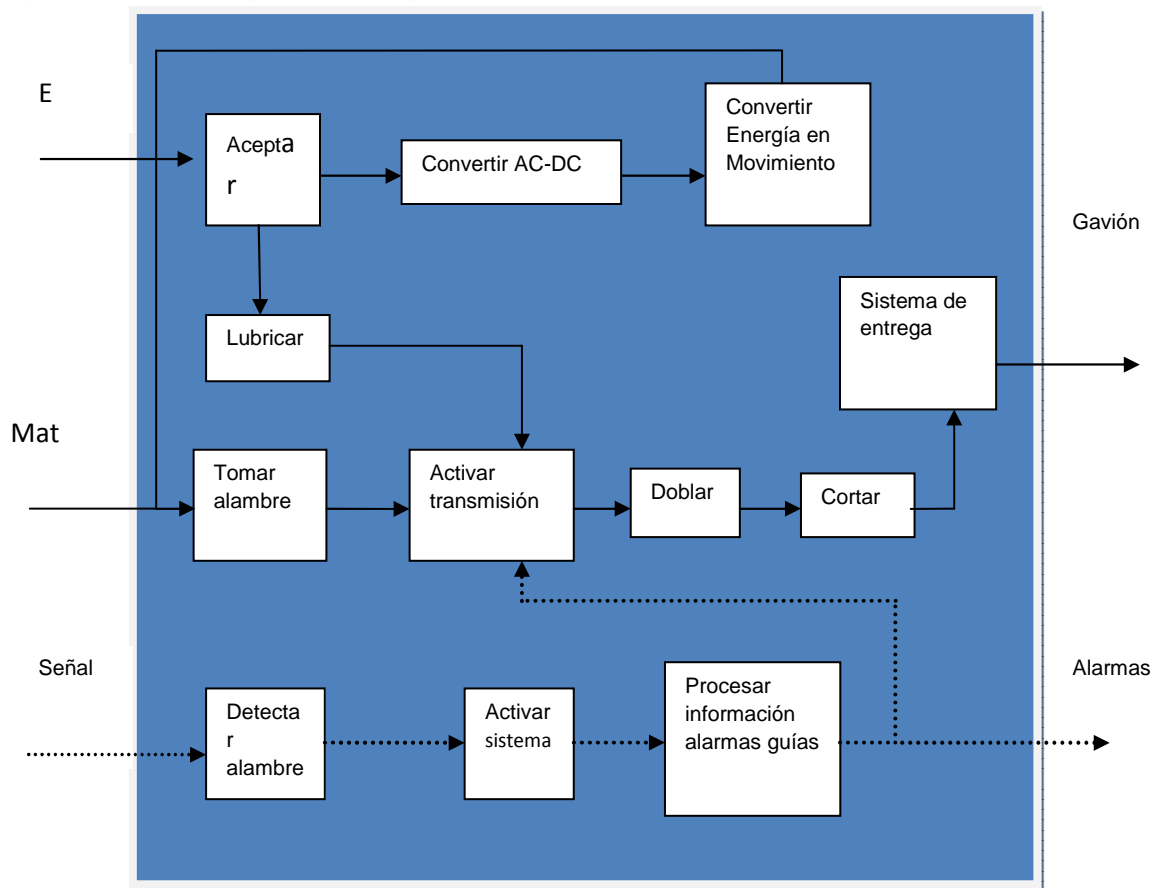 E
Acepta
r
Convertir AC-DC
Convertir
Energía en
Movimiento
Gavión
Lubricar
Sistema de
entrega
Mat
Tomar
alambre
Activar
transmisión
Doblar
Cortar
Señal
Detecta
r
alambre
Activar
sistema
Procesar
información
alarmas guías
Alarmas